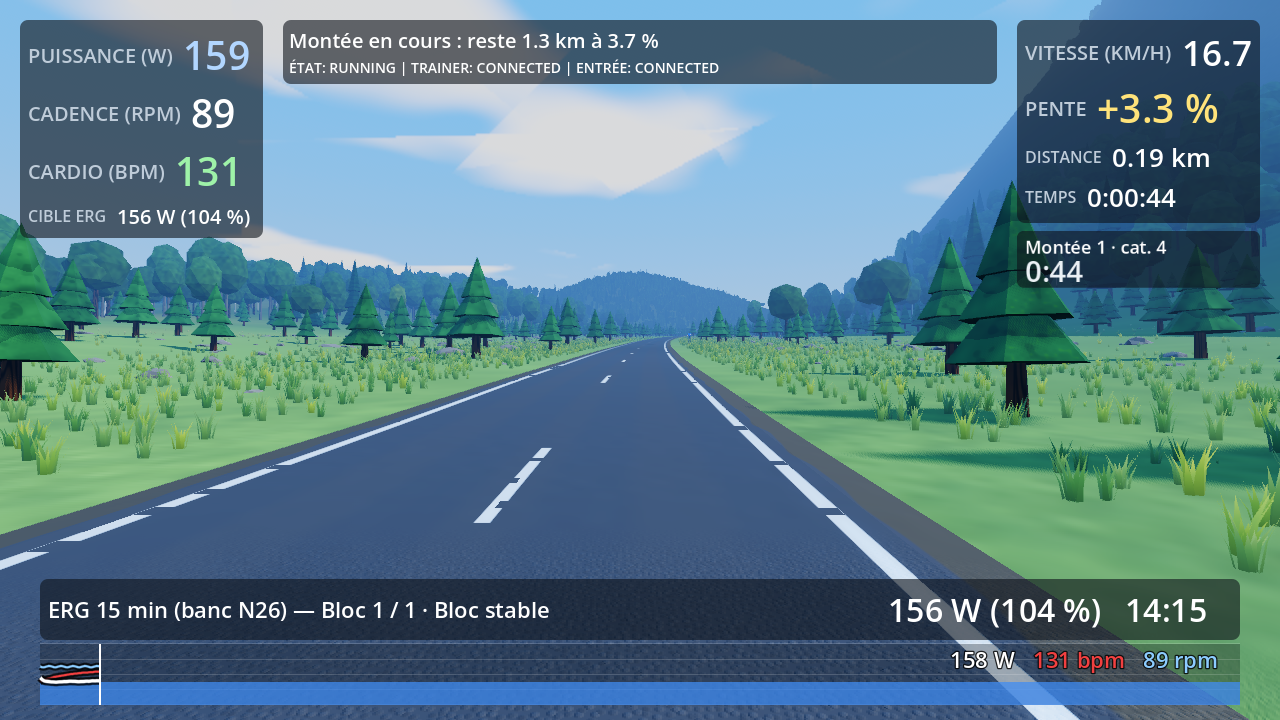 PUISSANCE (W) 159
CADENCE (RPM) 89
CARDIO (BPM) 131
CIBLE ERG 156 W (104 %)
Montée en cours : reste 1.3 km à 3.7 %
ÉTAT: RUNNING | TRAINER: CONNECTED | ENTRÉE: CONNECTED
VITESSE (KM/H) 16.7
PENTE +3.3 %
DISTANCE 0.19 km
TEMPS 0:00:44
Montée 1 · cat. 4
0:44
ERG 15 min (banc N26) — Bloc 1 / 1 · Bloc stable 156 W (104 %) 14:15
158 W 131 bpm 89 rpm